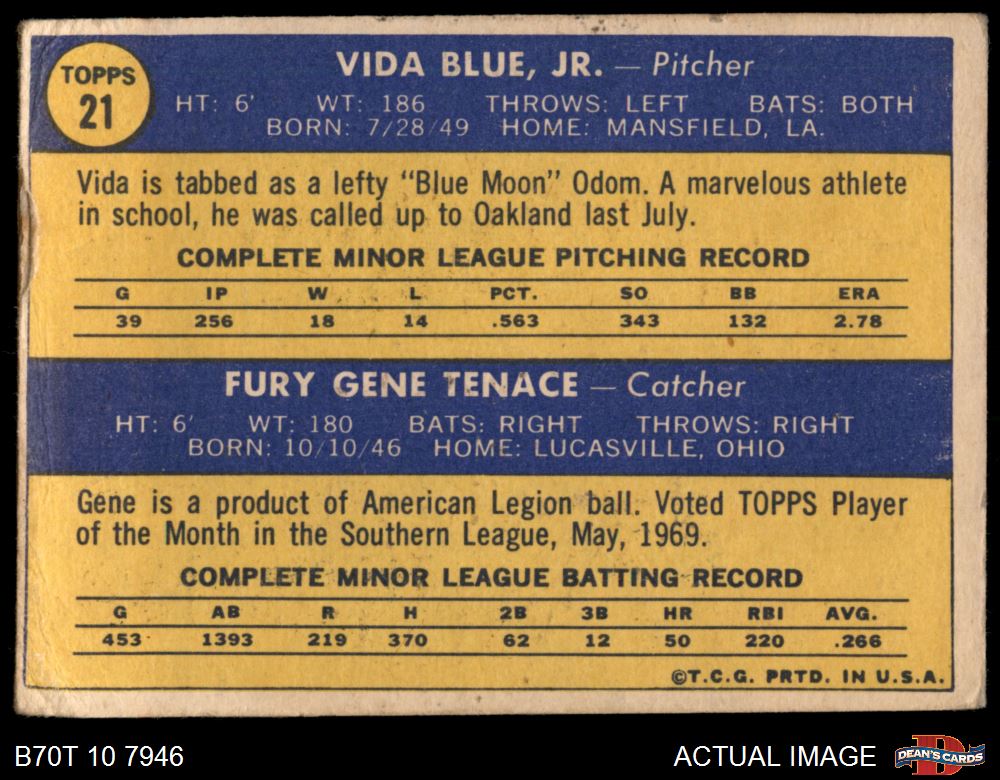 TOPPS
21
VIDA BLUE, JR. — Pitcher
HT: 6' WT: 186 THROWS: LEFT BATS: BOTH
BORN: 7/28/49 HOME: MANSFIELD, LA.
Vida is tabbed as a lefty “Blue Moon” Odom. A marvelous athlete
in school, he was called up to Oakland last July.
COMPLETE MINOR LEAGUE PITCHING RECORD
G IP W L PCT. SO BB ERA
39 256 18 14 .563 343 132 2.78
FURY GENE TENACE — Catcher
HT: 6' WT: 180 BATS: RIGHT THROWS: RIGHT
BORN: 10/10/46 HOME: LUCASVILLE, OHIO
Gene is a product of American Legion ball. Voted TOPPS Player
of the Month in the Southern League, May, 1969.
COMPLETE MINOR LEAGUE BATTING RECORD
G AB R H 2B 3B HR RBI AVG.
453 1393 219 370 62 12 50 220 .266
©T.C.G. PRTD. IN U.S.A.
B70T 10 7946 ACTUAL IMAGE DEAN'S CARDS